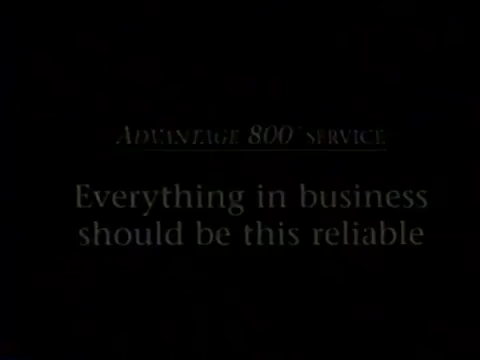 ADVANTAGE 800 SERVICE
Everything in business
should be this reliable